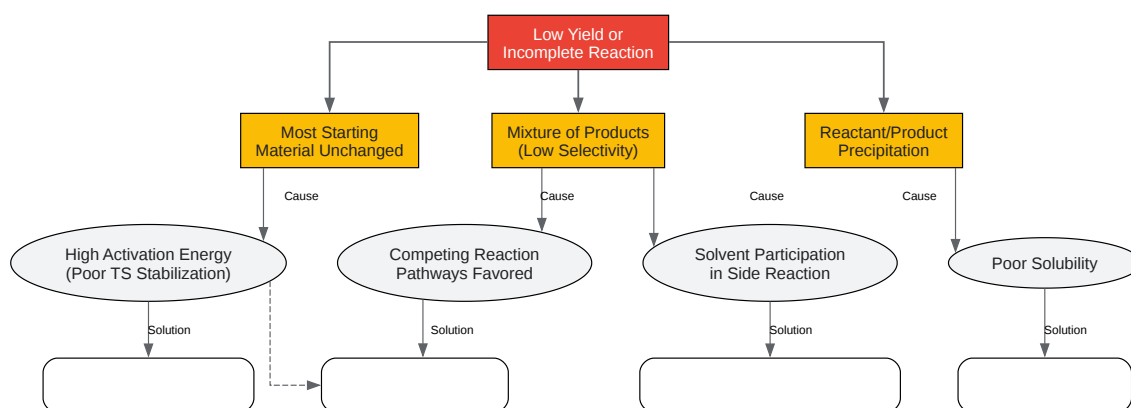 Low Yield or
Incomplete Reaction
Most Starting
Material Unchanged
Mixture of Products
(Low Selectivity)
Reactant/Product
Precipitation
Cause
Cause
Cause
Cause
High Activation Energy
(Poor TS Stabilization)
Competing Reaction
Pathways Favored
Solvent Participation
in Side Reaction
Poor Solubility
Solution
Solution
Solution
Solution